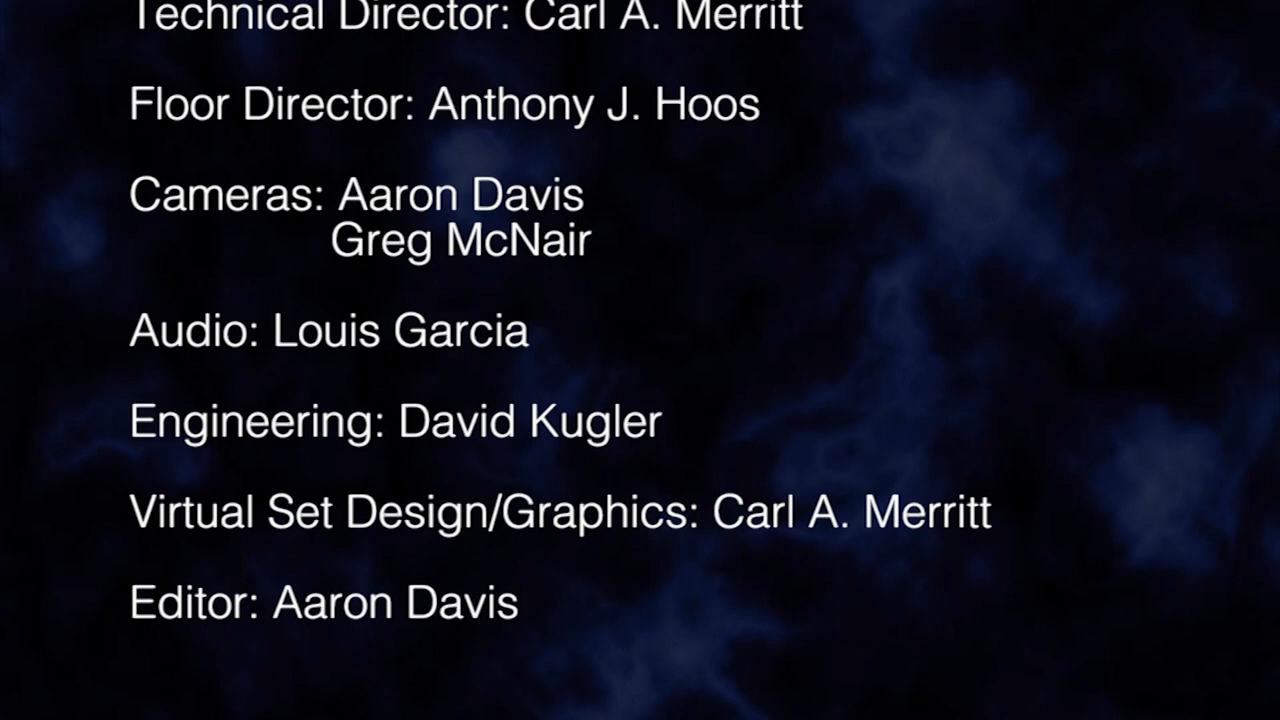 Technical Director: Carl A. Merritt
Floor Director: Anthony J. Hoos
Cameras: Aaron Davis
Greg McNair
Audio: Louis Garcia
Engineering: David Kugler
Virtual Set Design/Graphics: Carl A. Merritt
Editor: Aaron Davis